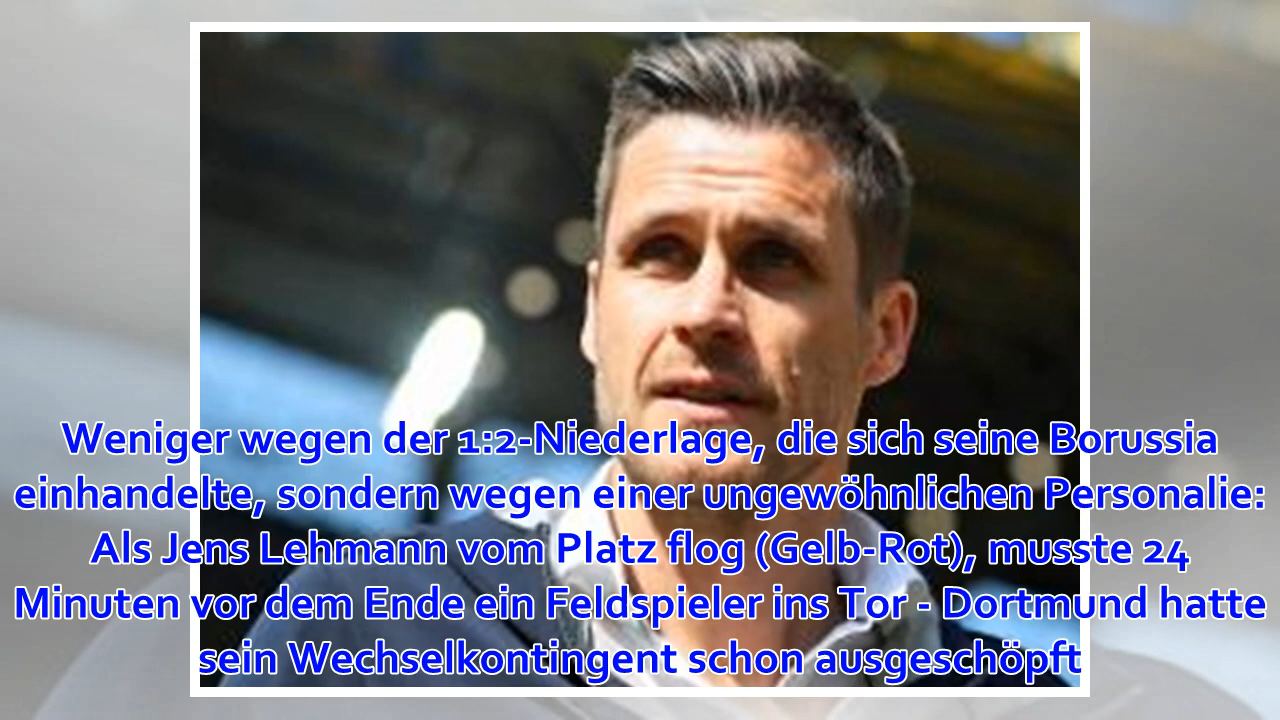 Weniger wegen der 1:2-Niederlage, die sich seine Borussia
einhandelte, sondern wegen einer ungewöhnlichen Personalie:
Als Jens Lehmann vom Platz flog (Gelb-Rot), musste 24
Minuten vor dem Ende ein Feldspieler ins Tor - Dortmund hatte
sein Wechselkontingent schon ausgeschöpft